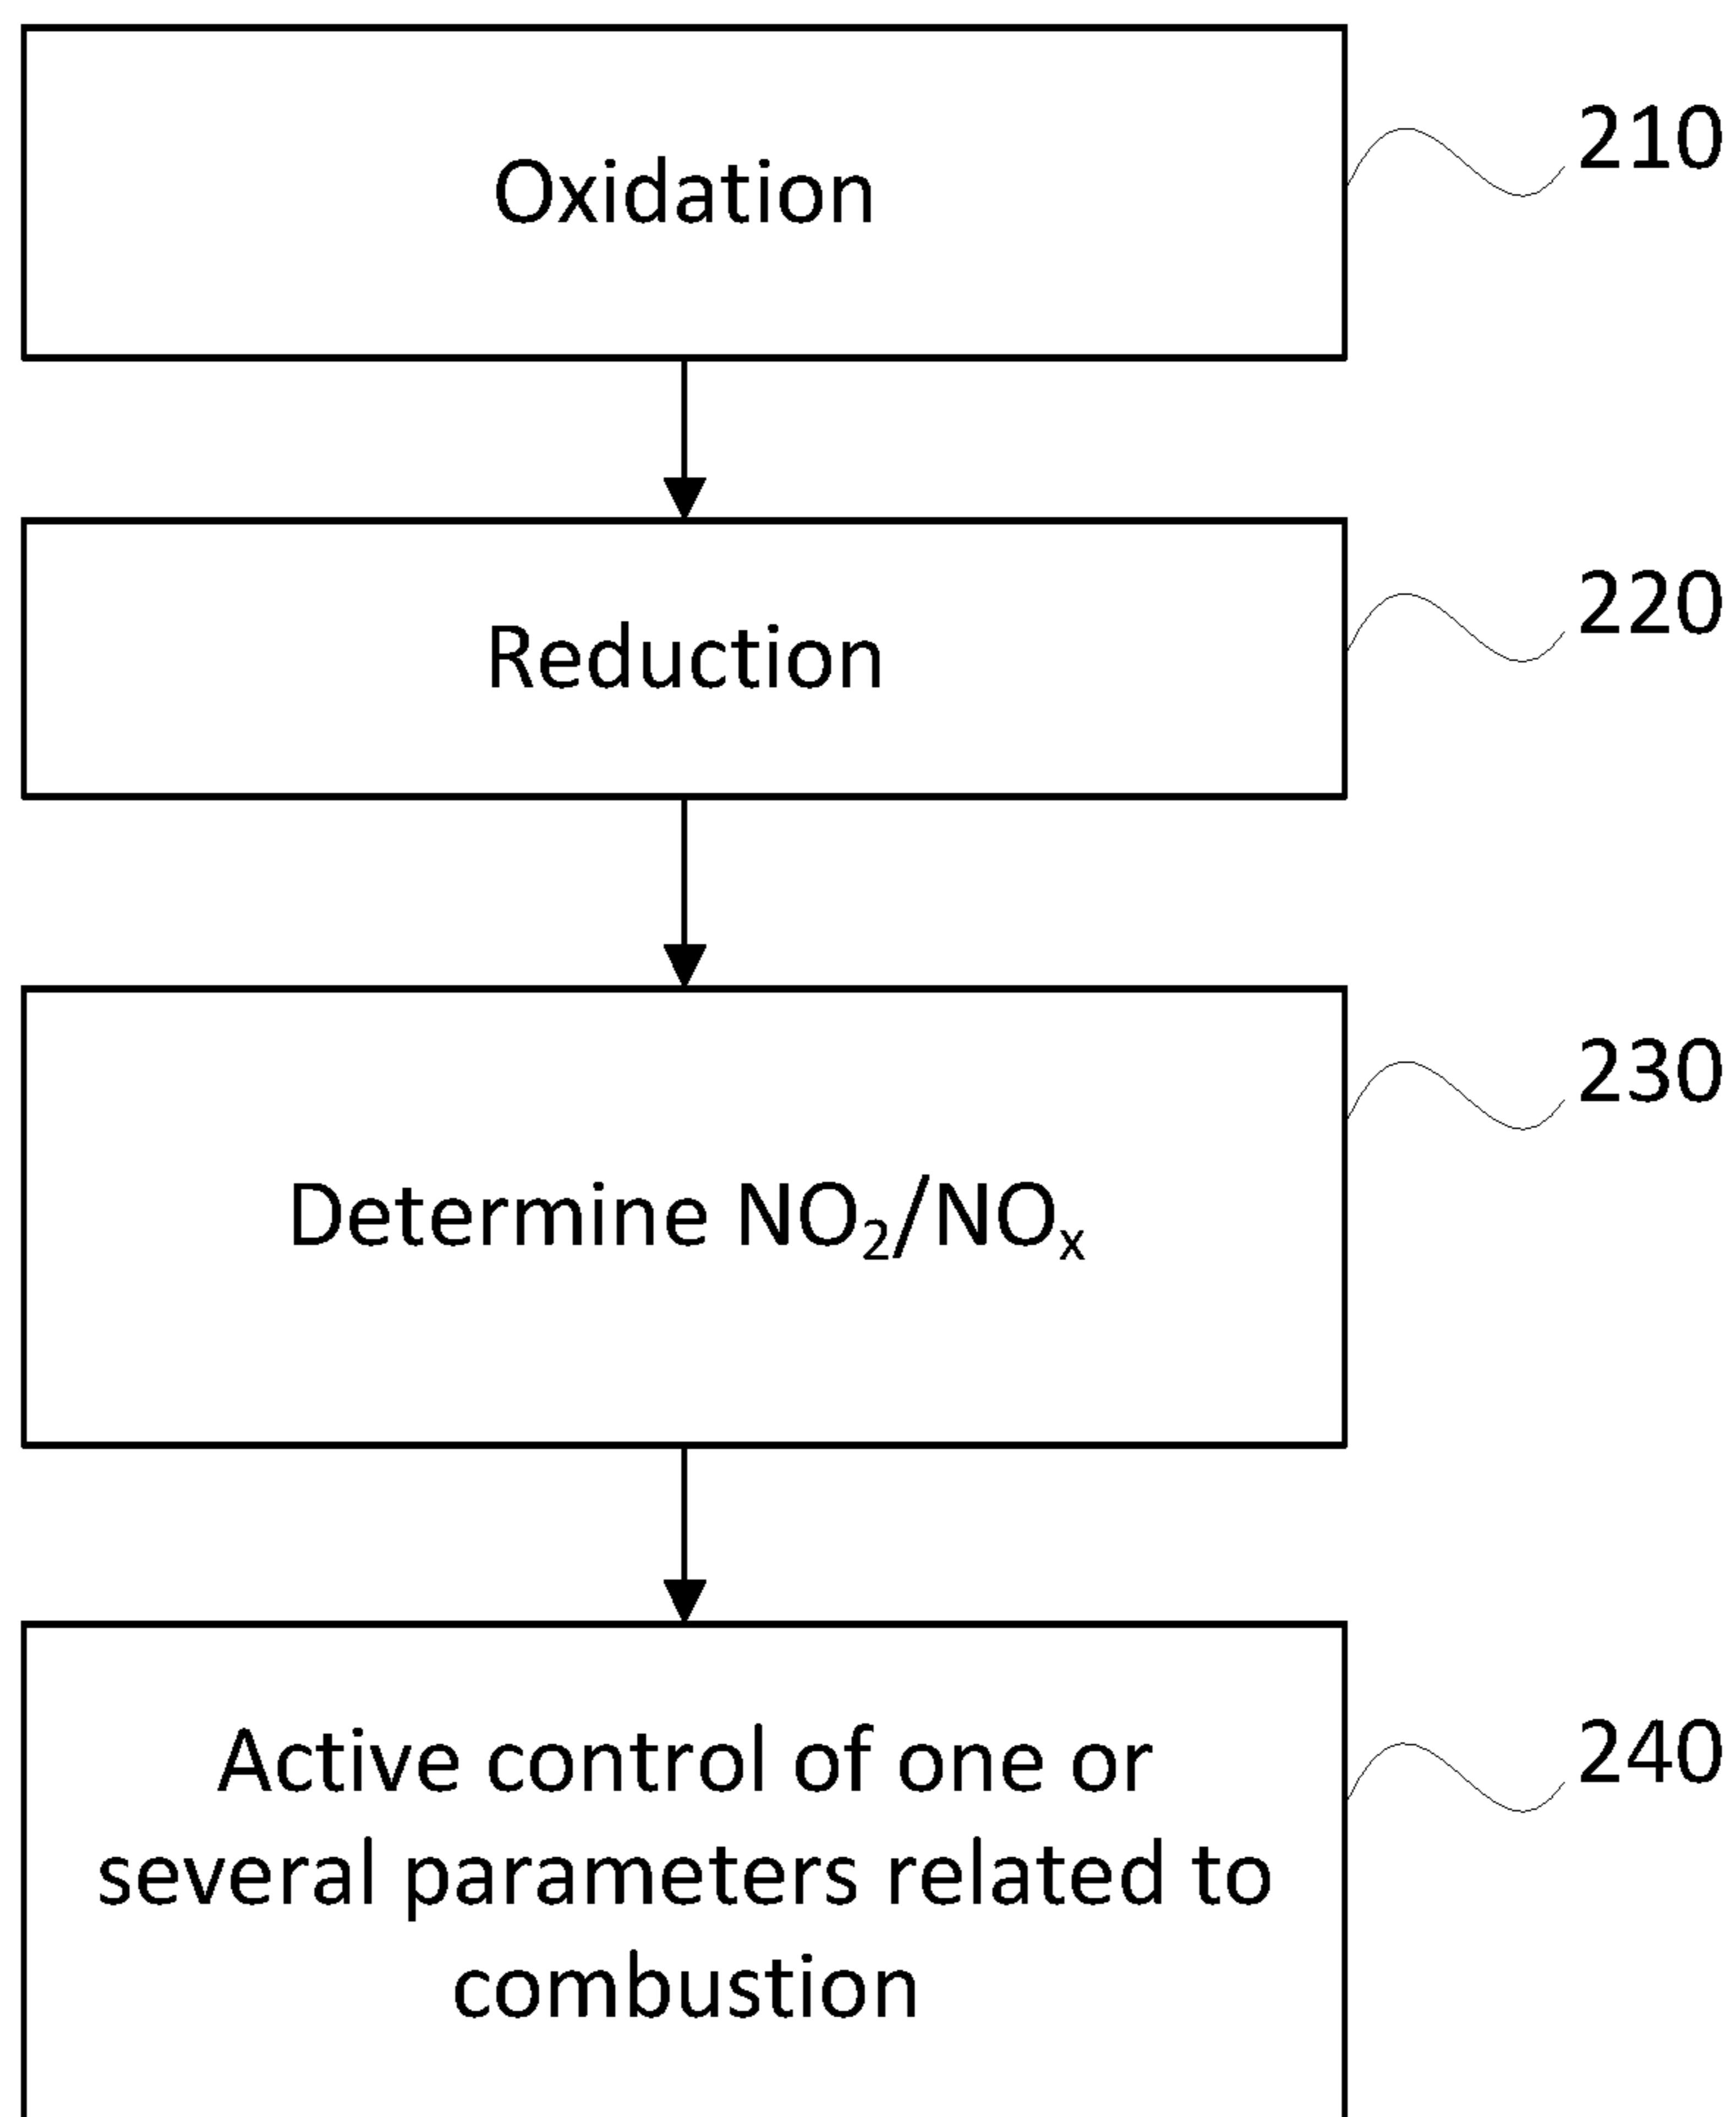 Oxidation
210
Reduction
220
230
Determine NO₂/NOₓ
Active control of one or
240
several parameters related to
combustion